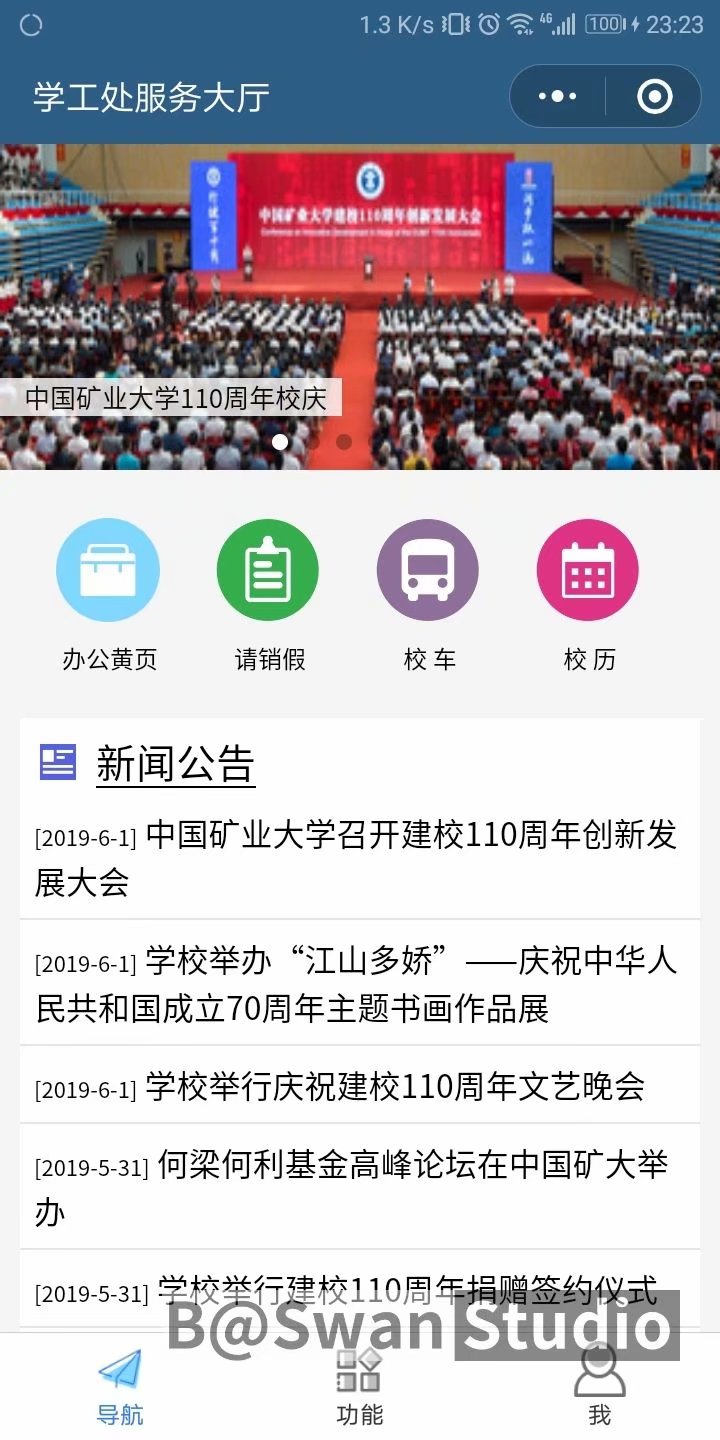 1.3 K/s 4G 100 23:23
学工处服务大厅
中国矿业大学建校110周年创新发展大会
中国矿业大学110周年校庆
办公黄页 请销假 校车 校历
新闻公告
[2019-6-1] 中国矿业大学召开建校110周年创新发
展大会
[2019-6-1] 学校举办“江山多娇”——庆祝中华人
民共和国成立70周年主题书画作品展
[2019-6-1] 学校举行庆祝建校110周年文艺晚会
[2019-5-31] 何梁何利基金高峰论坛在中国矿大举
办
[2019-5-31] 学校举行建校110周年捐赠签约仪式
B@Swan Studio
导航 功能 我